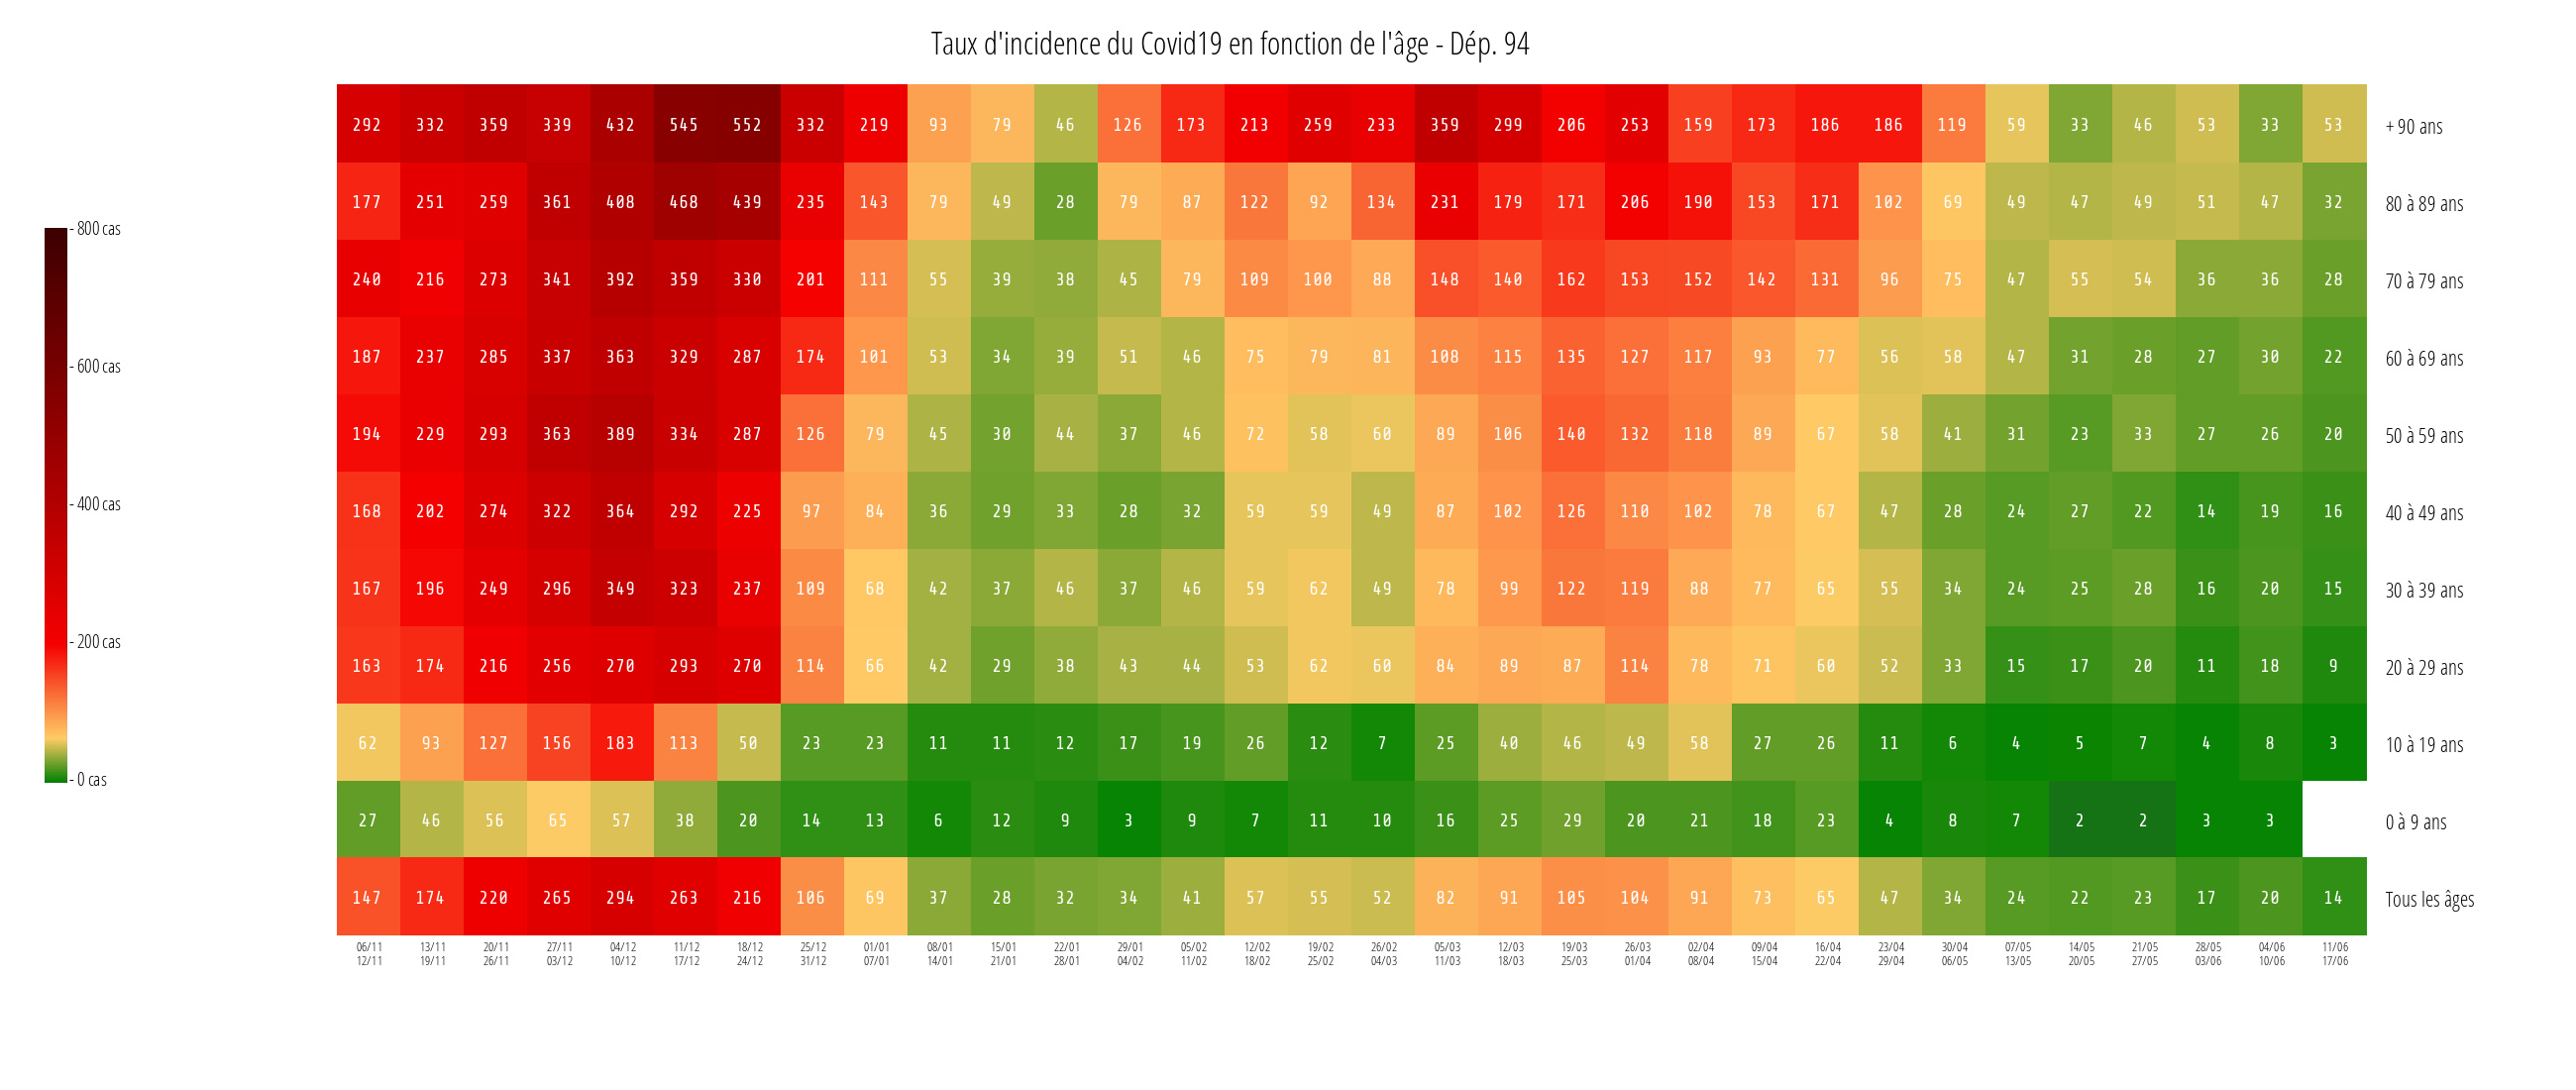 Taux d'incidence du Covid19 en fonction de l'âge - Dép. 94
292 332 359 339 432 545 552 332 219 93 79 46 126 173 213 259 233 359 299 206 253 159 173 186 186 119 59 33 46 53 33 53 + 90 ans
177 251 259 361 408 468 439 235 143 79 49 28 79 87 122 92 134 231 179 171 206 190 153 171 102 69 49 47 49 51 47 32 80 à 89 ans
- 800 cas
240 216 273 341 392 359 330 201 111 55 39 38 45 79 109 100 88 148 140 162 153 152 142 131 96 75 47 55 54 36 36 28 70 à 79 ans
187 237 285 337 363 329 287 174 101 53 34 39 51 46 75 79 81 108 115 135 127 117 93 77 56 58 47 31 28 27 30 22 60 à 69 ans
- 600 cas
194 229 293 363 389 334 287 126 79 45 30 44 37 46 72 58 60 89 106 140 132 118 89 67 58 41 31 23 33 27 26 20 50 à 59 ans
- 400 cas
168 202 274 322 364 292 225 97 84 36 29 33 28 32 59 59 49 87 102 126 110 102 78 67 47 28 24 27 22 14 19 16 40 à 49 ans
167 196 249 296 349 323 237 109 68 42 37 46 37 46 59 62 49 78 99 122 119 88 77 65 55 34 24 25 28 16 20 15 30 à 39 ans
- 200 cas
163 174 216 256 270 293 270 114 66 42 29 38 43 44 53 62 60 84 89 87 114 78 71 60 52 33 15 17 20 11 18 9 20 à 29 ans
62 93 127 156 183 113 50 23 23 11 11 12 17 19 26 12 7 25 40 46 49 58 27 26 11 6 4 5 7 4 8 3 10 à 19 ans
- 0 cas
27 46 56 65 57 38 20 14 13 6 12 9 3 9 7 11 10 16 25 29 20 21 18 23 4 8 7 2 2 3 3 0 à 9 ans
147 174 220 265 294 263 216 106 69 37 28 32 34 41 57 55 52 82 91 105 104 91 73 65 47 34 24 22 23 17 20 14 Tous les âges
06/11 13/11 20/11 27/11 04/12 11/12 18/12 25/12 01/01 08/01 15/01 22/01 29/01 05/02 12/02 19/02 26/02 05/03 12/03 19/03 26/03 02/04 09/04 16/04 23/04 30/04 07/05 14/05 21/05 28/05 04/06 11/06
12/11 19/11 26/11 03/12 10/12 17/12 24/12 31/12 07/01 14/01 21/01 28/01 04/02 11/02 18/02 25/02 04/03 11/03 18/03 25/03 01/04 08/04 15/04 22/04 29/04 06/05 13/05 20/05 27/05 03/06 10/06 17/06